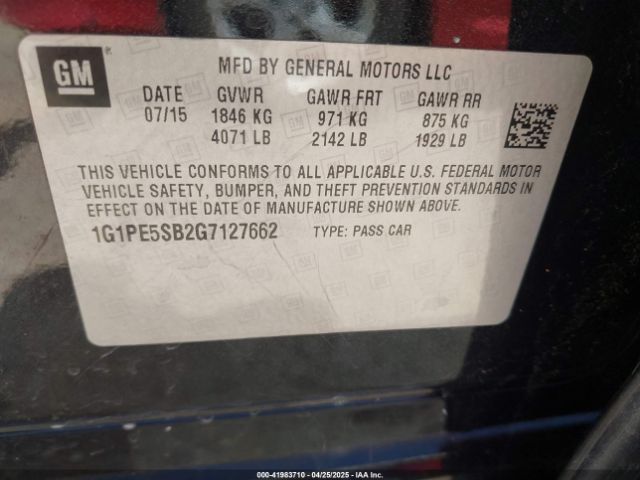 GM
MFD BY GENERAL MOTORS LLC
DATE GVWR GAWR FRT GAWR RR
07/15 1846 KG 971 KG 875 KG
4071 LB 2142 LB 1929 LB
THIS VEHICLE CONFORMS TO ALL APPLICABLE U.S. FEDERAL MOTOR
VEHICLE SAFETY, BUMPER, AND THEFT PREVENTION STANDARDS IN
EFFECT ON THE DATE OF MANUFACTURE SHOWN ABOVE.
1G1PE5SB2G7127662 TYPE: PASS CAR
000-41983710 - 04/25/2025 - IAAI, Inc.